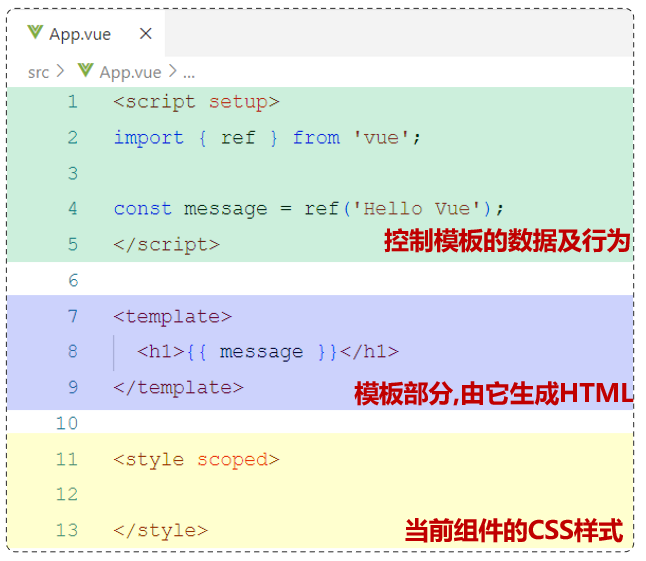 App.vue ×
src > App.vue > ...
1 <script setup>
2 import { ref } from 'vue';
3
4 const message = ref('Hello Vue');
5 </script>
控制模板的数据及行为
6
7 <template>
8 <h1>{{ message }}</h1>
9 </template>
模板部分,由它生成HTML
10
11 <style scoped>
12
13 </style>
当前组件的CSS样式